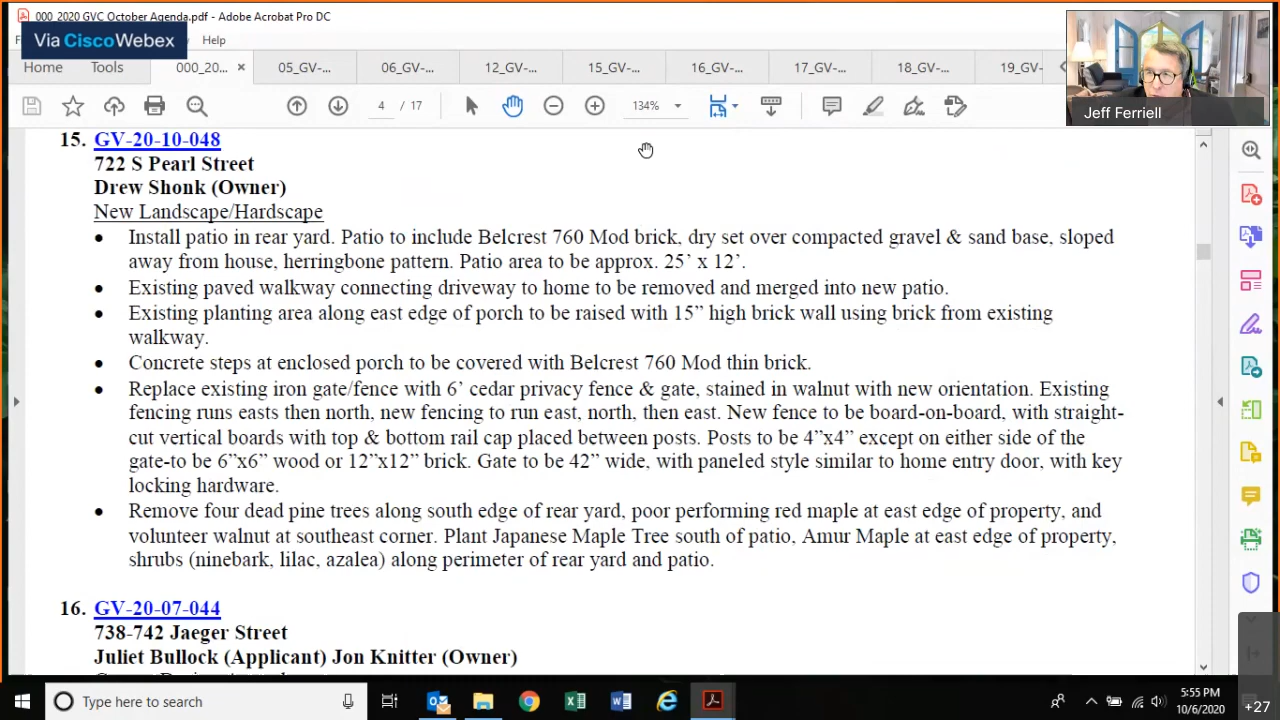 000_2020 GVC October Agenda.pdf - Adobe Acrobat Pro DC
Via CiscoWebex
Help
Home
Tools
000_20...
05_GV-...
06_GV-...
12_GV-...
15_GV-...
16_GV-...
17_GV-...
18_GV-...
19_GV-
4 / 17
134%
Jeff Ferriell
15. GV-20-10-048
722 S Pearl Street
Drew Shonk (Owner)
New Landscape/Hardscape
• Install patio in rear yard. Patio to include Belcrest 760 Mod brick, dry set over compacted gravel & sand base, sloped
away from house, herringbone pattern. Patio area to be approx. 25’ x 12’.
• Existing paved walkway connecting driveway to home to be removed and merged into new patio.
• Existing planting area along east edge of porch to be raised with 15” high brick wall using brick from existing
walkway.
• Concrete steps at enclosed porch to be covered with Belcrest 760 Mod thin brick.
• Replace existing iron gate/fence with 6’ cedar privacy fence & gate, stained in walnut with new orientation. Existing
fencing runs easts then north, new fencing to run east, north, then east. New fence to be board-on-board, with straight-
cut vertical boards with top & bottom rail cap placed between posts. Posts to be 4”x4” except on either side of the
gate-to be 6”x6” wood or 12”x12” brick. Gate to be 42” wide, with paneled style similar to home entry door, with key
locking hardware.
• Remove four dead pine trees along south edge of rear yard, poor performing red maple at east edge of property, and
volunteer walnut at southeast corner. Plant Japanese Maple Tree south of patio, Amur Maple at east edge of property,
shrubs (ninebark, lilac, azalea) along perimeter of rear yard and patio.
16. GV-20-07-044
738-742 Jaeger Street
Juliet Bullock (Applicant) Jon Knitter (Owner)
Type here to search
5:55 PM
10/6/2020
+27